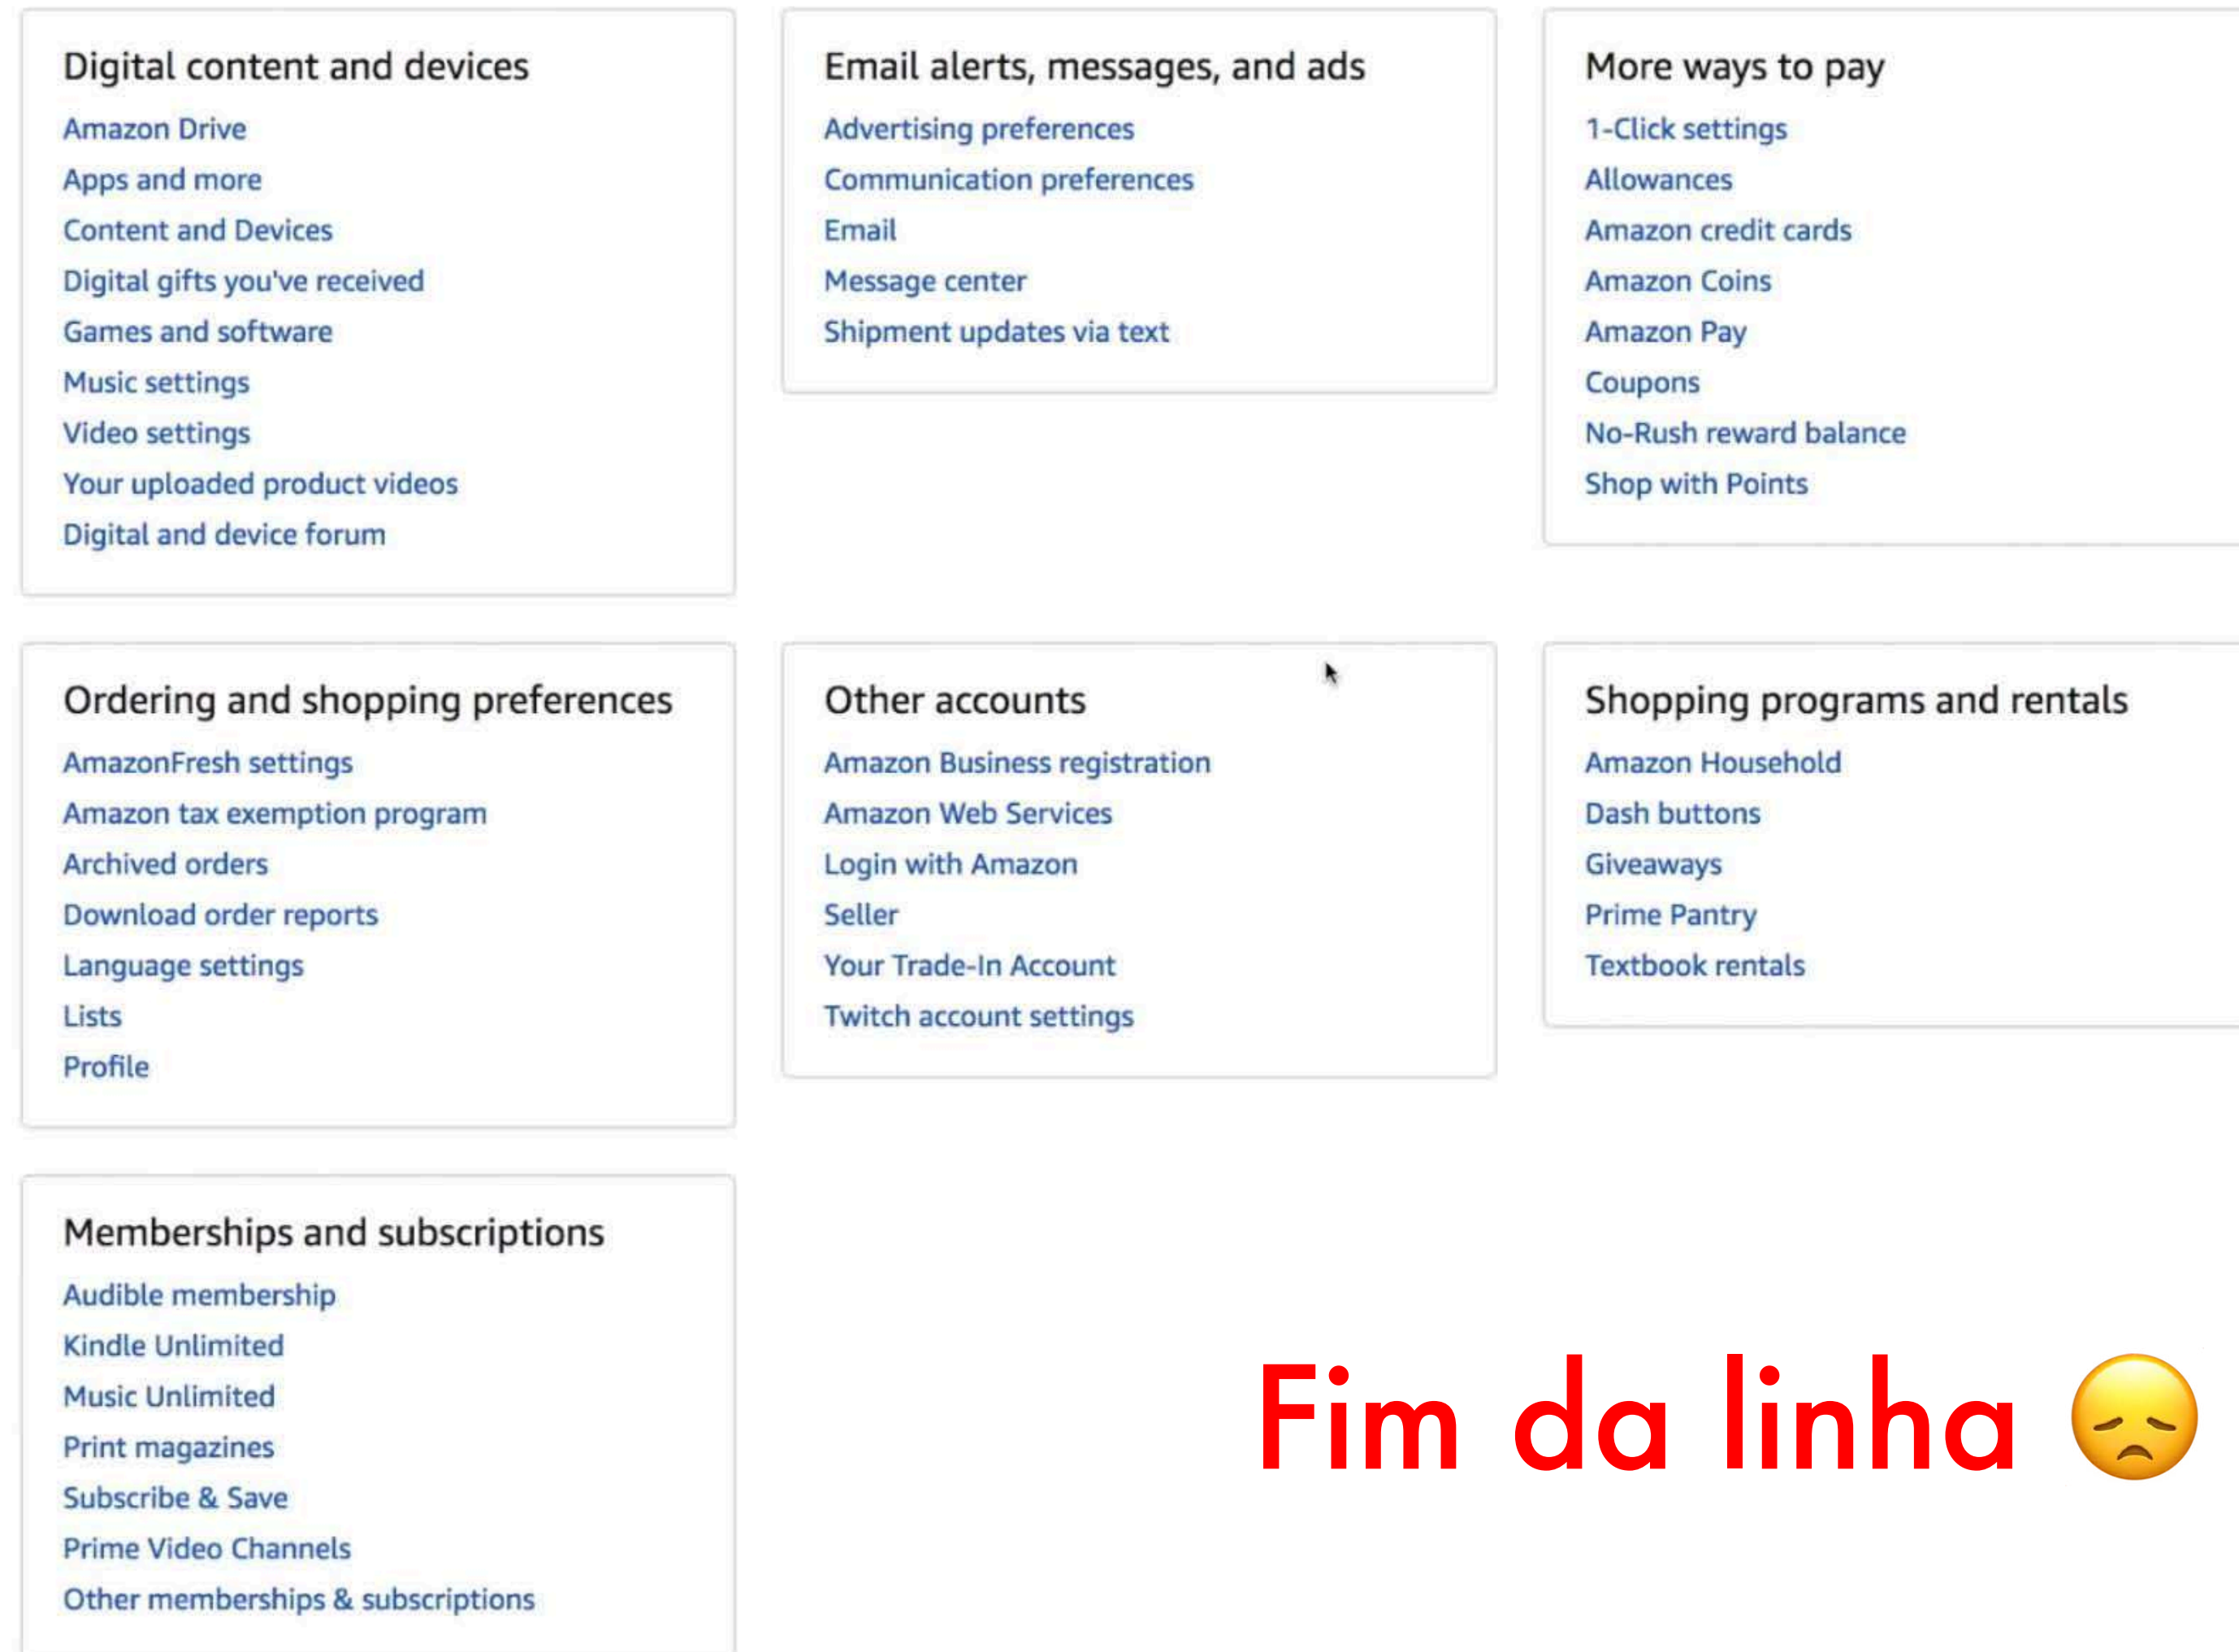 Digital content and devices
Amazon Drive
Apps and more
Content and Devices
Digital gifts you've received
Games and software
Music settings
Video settings
Your uploaded product videos
Digital and device forum
Email alerts, messages, and ads
Advertising preferences
Communication preferences
Email
Message center
Shipment updates via text
More ways to pay
1-Click settings
Allowances
Amazon credit cards
Amazon Coins
Amazon Pay
Coupons
No-Rush reward balance
Shop with Points
Ordering and shopping preferences
AmazonFresh settings
Amazon tax exemption program
Archived orders
Download order reports
Language settings
Lists
Profile
Other accounts
Amazon Business registration
Amazon Web Services
Login with Amazon
Seller
Your Trade-In Account
Twitch account settings
Shopping programs and rentals
Amazon Household
Dash buttons
Giveaways
Prime Pantry
Textbook rentals
Memberships and subscriptions
Audible membership
Kindle Unlimited
Music Unlimited
Print magazines
Subscribe & Save
Prime Video Channels
Other memberships & subscriptions
Fim da linha 😞